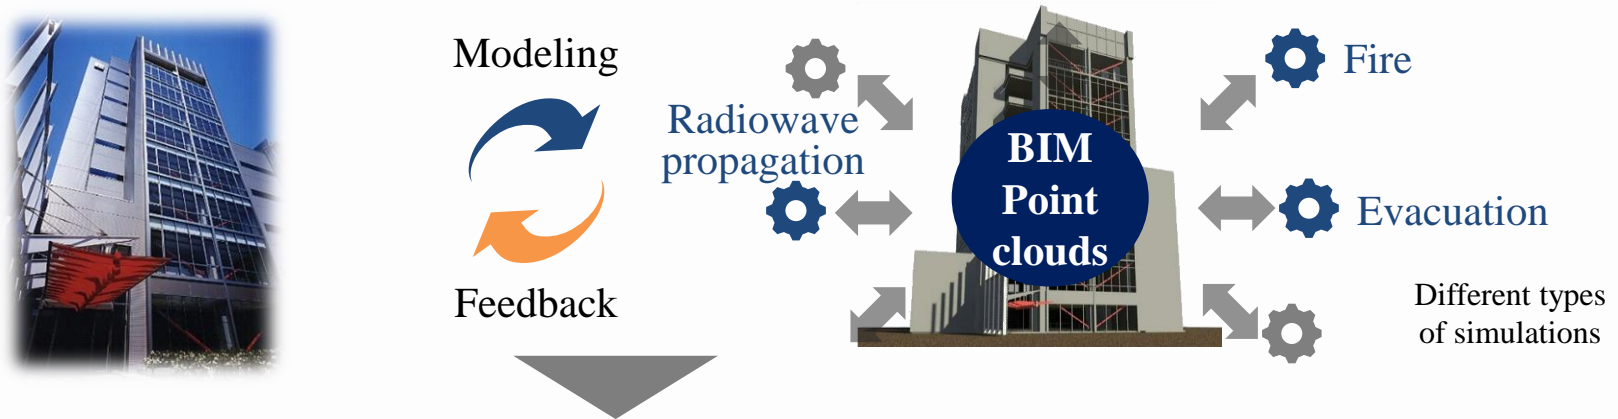 Modeling
Feedback
Radiowave
propagation
BIM
Point
clouds
Fire
Evacuation
Different types
of simulations